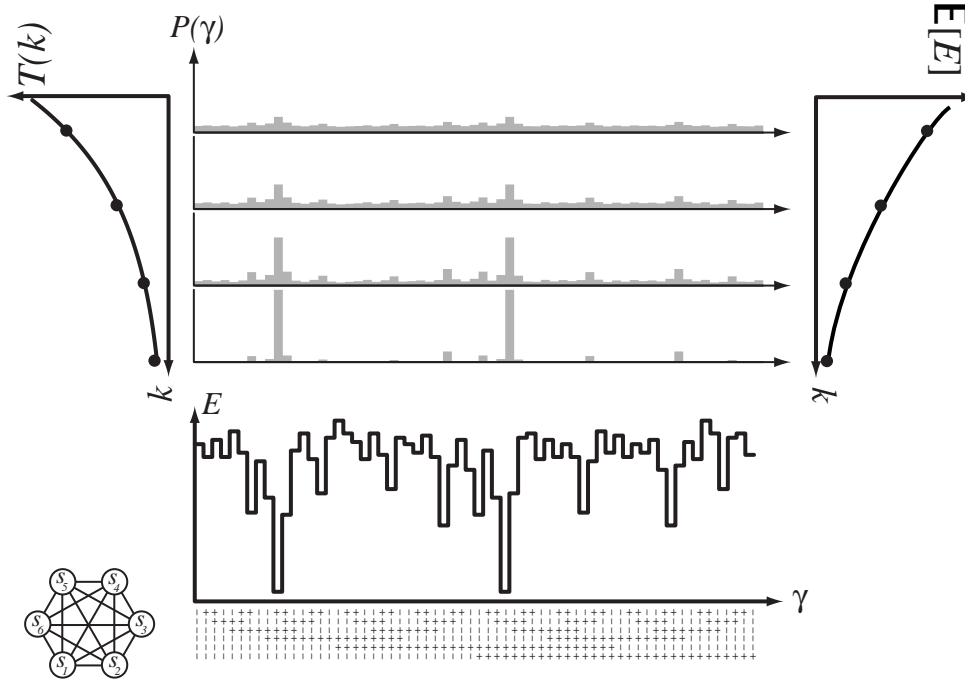 T(k)
P(γ)
E[E]
k
k
E
γ
S5 S4
S6 S3
S1 S2